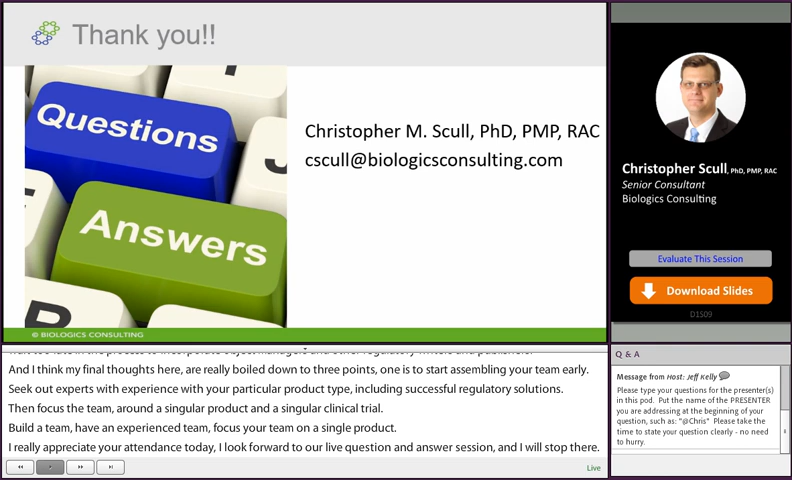 Thank you!!
Questions
Answers
Christopher M. Scull, PhD, PMP, RAC
cscull@biologicsconsulting.com
© BIOLOGICS CONSULTING
Christopher Scull, PhD, PMP, RAC
Senior Consultant
Biologics Consulting
Evaluate This Session
Download Slides
D1S09
And I think my final thoughts here, are really boiled down to three points, one is to start assembling your team early.
Seek out experts with experience with your particular product type, including successful regulatory solutions.
Then focus the team, around a singular product and a singular clinical trial.
Build a team, have an experienced team, focus your team on a single product.
I really appreciate your attendance today, I look forward to our live question and answer session, and I will stop there.
Live
Q & A
Message from Host: Jeff Kelly
Please type your questions for the presenter(s)
in this pod. Put the name of the PRESENTER
you are addressing at the beginning of your
question, such as: "@Chris" Please take the
time to state your question clearly - no need
to hurry.